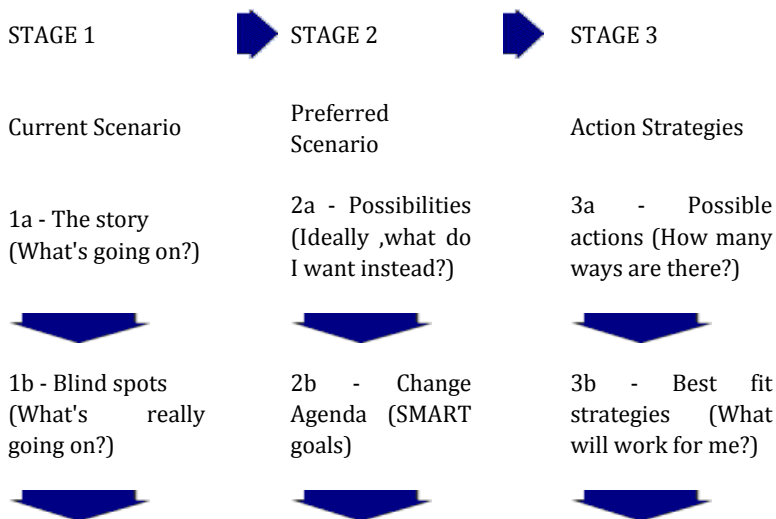 STAGE 1
STAGE 2
STAGE 3
Current Scenario
Preferred
Scenario
Action Strategies
1a - The story
(What's going on?)
2a - Possibilities
(Ideally ,what do
I want instead?)
3a - Possible
actions (How many
ways are there?)
1b - Blind spots
(What's really
going on?)
2b - Change
Agenda (SMART
goals)
3b - Best fit
strategies (What
will work for me?)